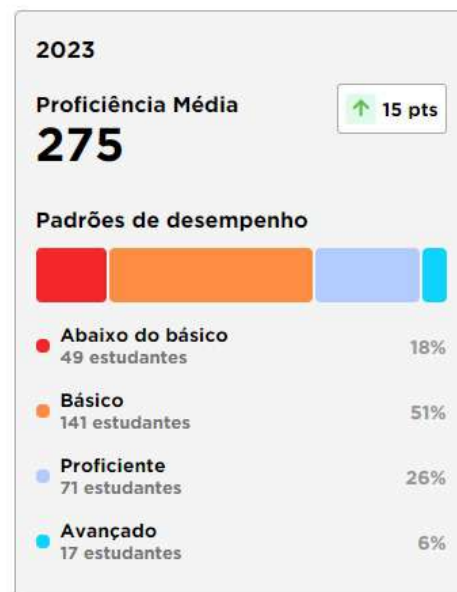 2023
Proficiência Média
275
15 pts
Padrões de desempenho
Abaixo do básico
49 estudantes
18%
Básico
141 estudantes
51%
Proficiente
71 estudantes
26%
Avançado
17 estudantes
6%